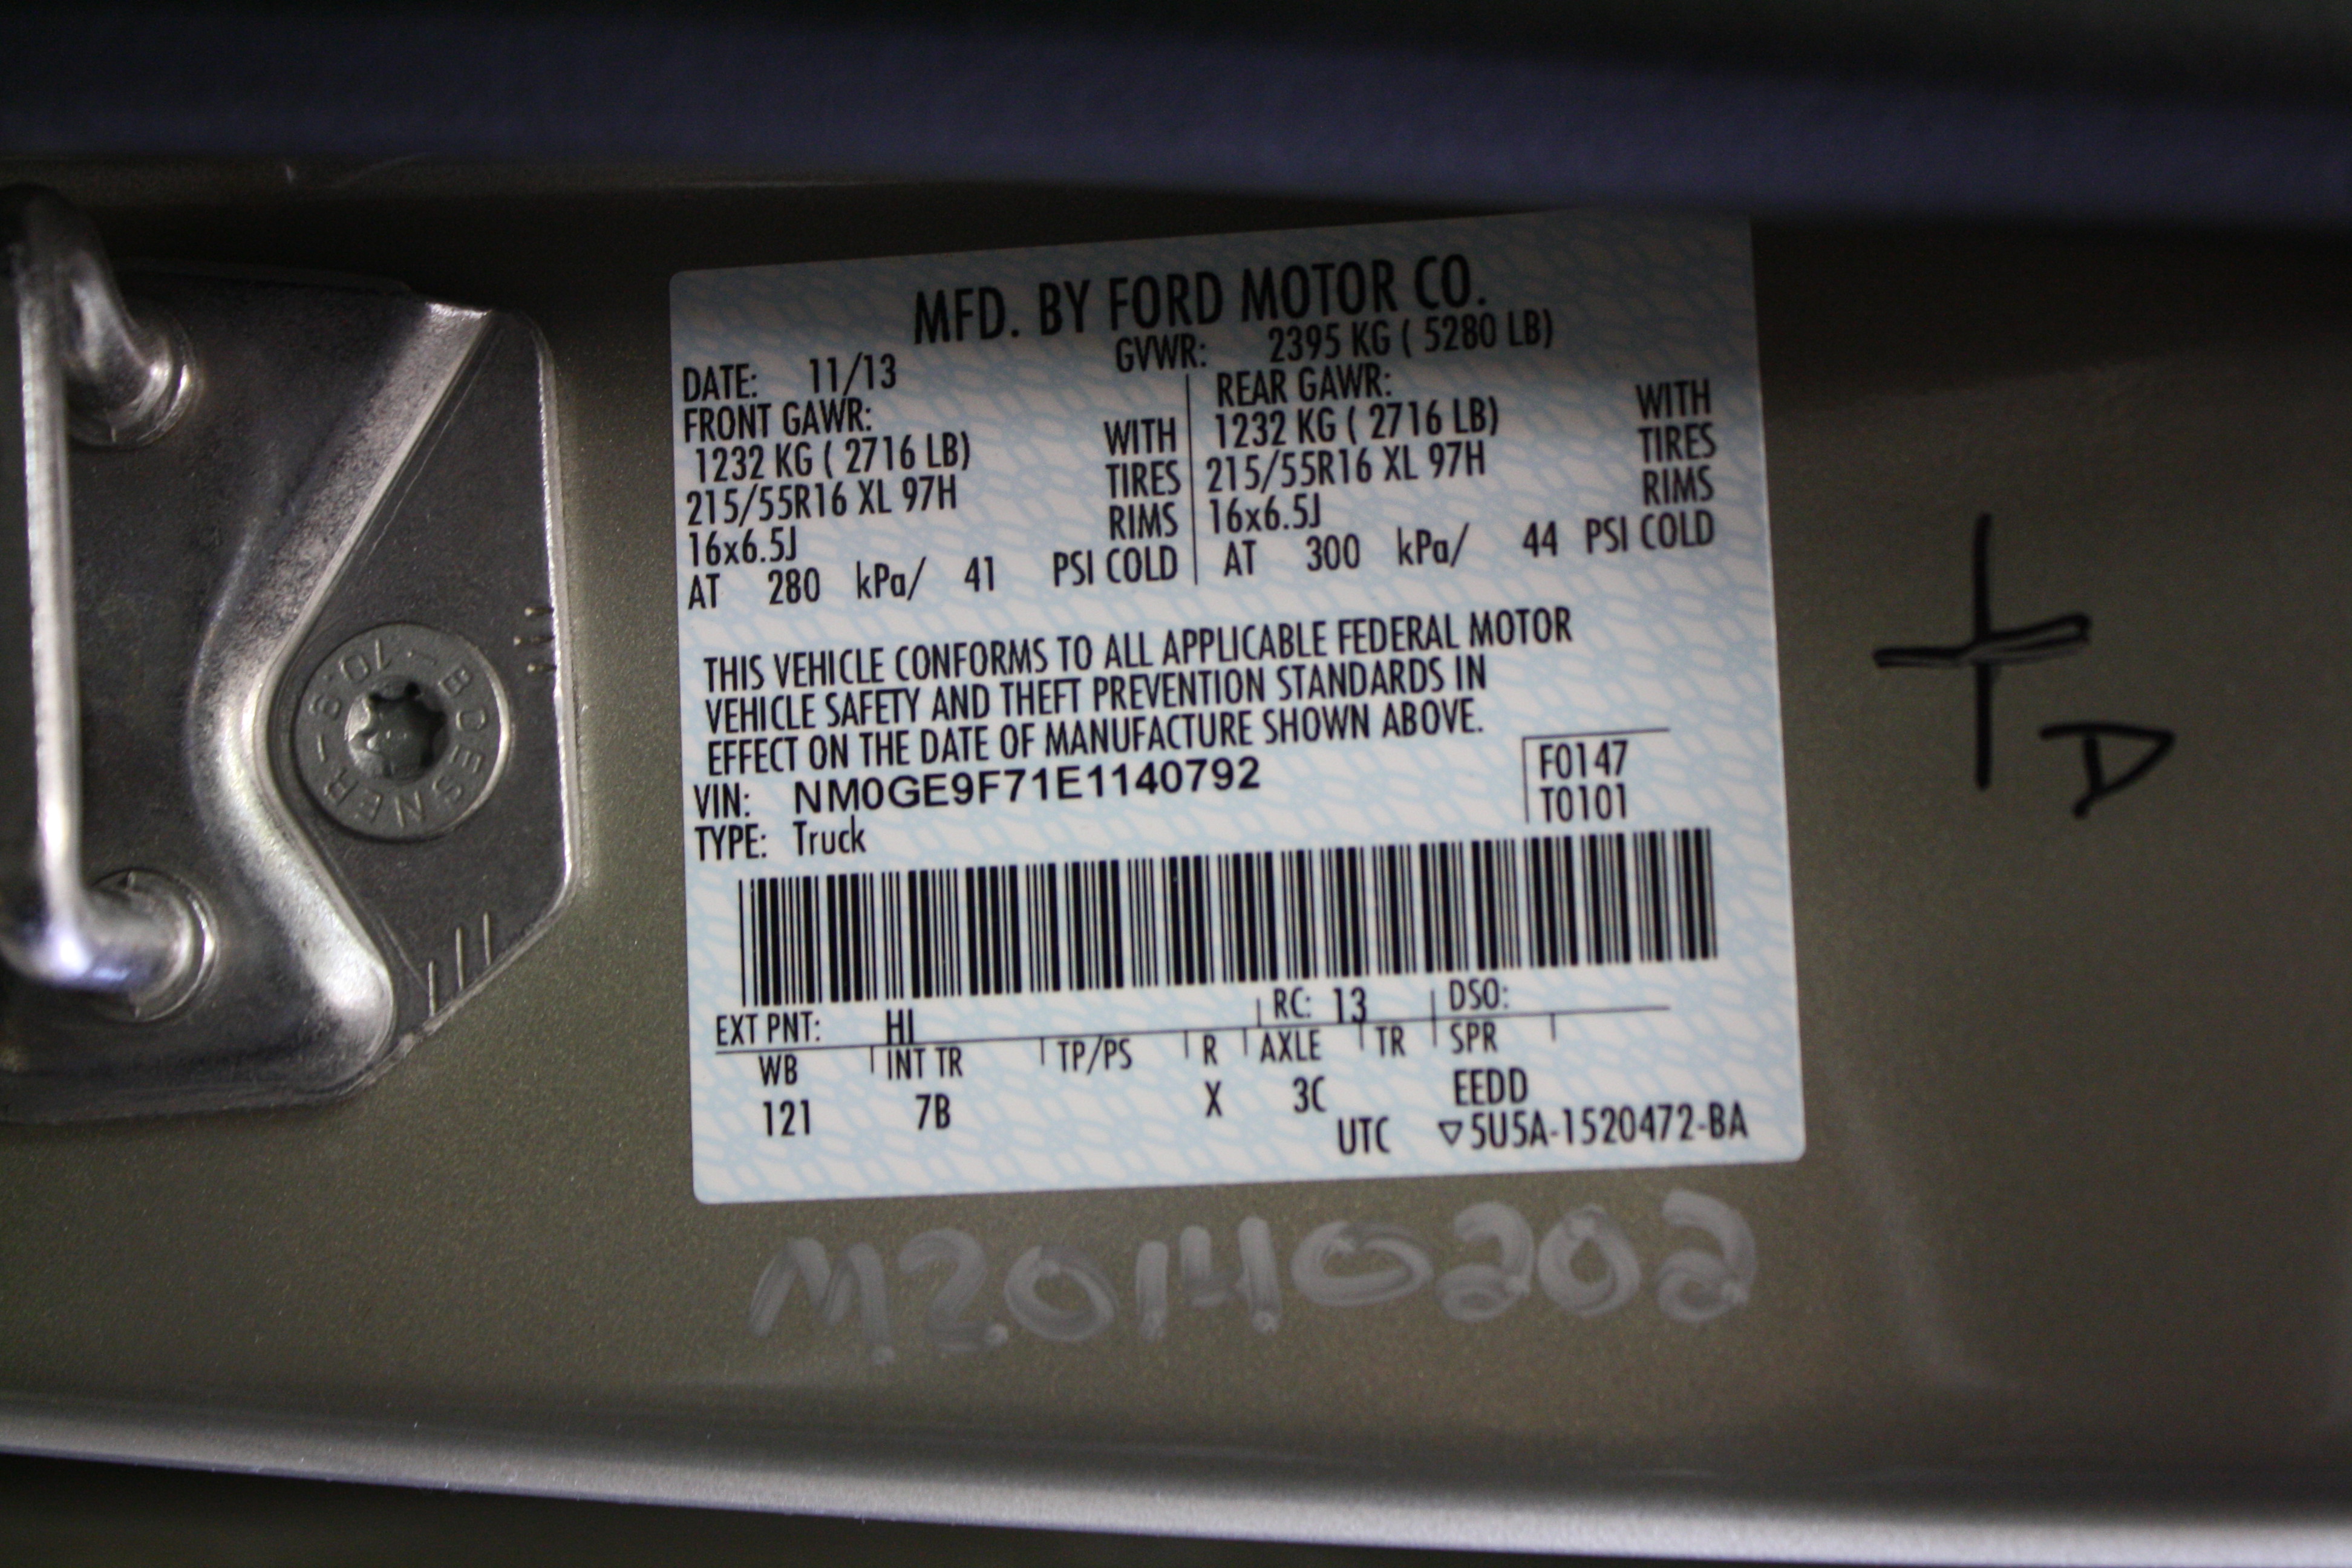 MFD. BY FORD MOTOR CO.
DATE: 11/13 GVWR: 2395 KG ( 5280 LB)
FRONT GAWR: REAR GAWR:
1232 KG ( 2716 LB) WITH 1232 KG ( 2716 LB) WITH
215/55R16 XL 97H TIRES 215/55R16 XL 97H TIRES
16x6.5J RIMS 16x6.5J RIMS
AT 280 kPa/ 41 PSI COLD AT 300 kPa/ 44 PSI COLD
THIS VEHICLE CONFORMS TO ALL APPLICABLE FEDERAL MOTOR
VEHICLE SAFETY AND THEFT PREVENTION STANDARDS IN
EFFECT ON THE DATE OF MANUFACTURE SHOWN ABOVE.
F0147
VIN: NM0GE9F71E1140792
T0101
TYPE: Truck
EXT PNT: HI RC: 13 DSO:
WB INT TR TP/PS R AXLE TR SPR
121 7B X 3C EEDD
UTC ▽5U5A-1520472-BA
M20140202
D
BOESNER-10.9-